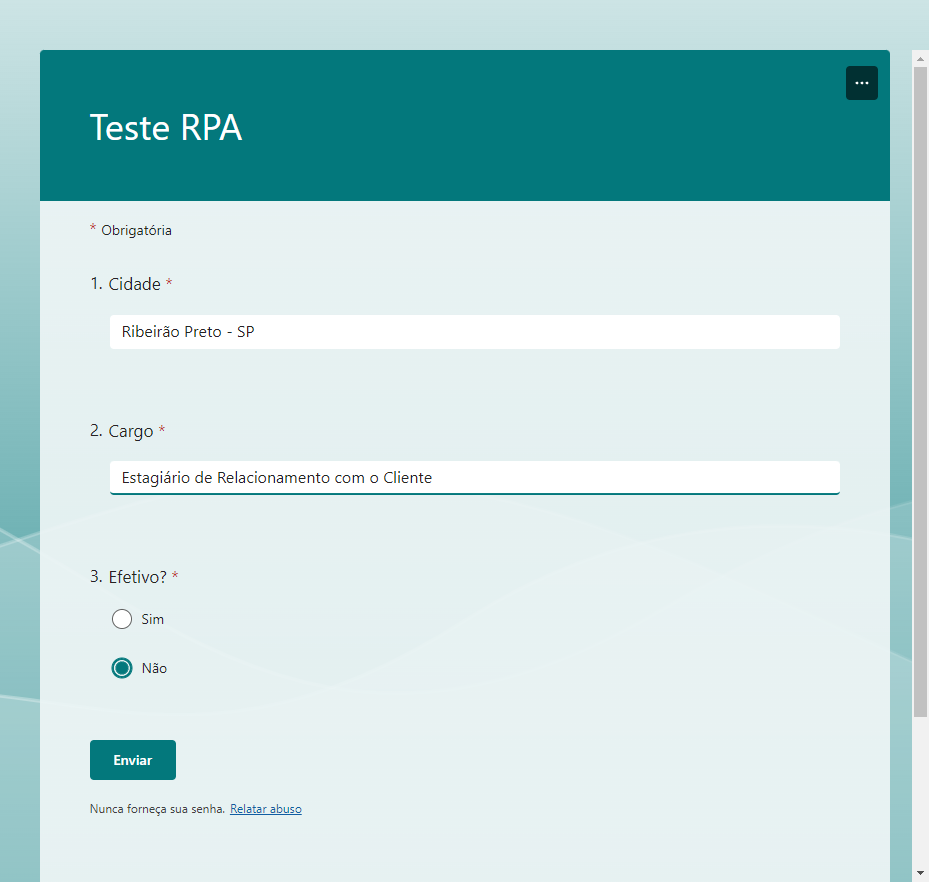 ...
Teste RPA
* Obrigatória
1. Cidade *
Ribeirão Preto - SP
2. Cargo *
Estagiário de Relacionamento com o Cliente
3. Efetivo? *
Sim
Não
Enviar
Nunca forneça sua senha. Relatar abuso